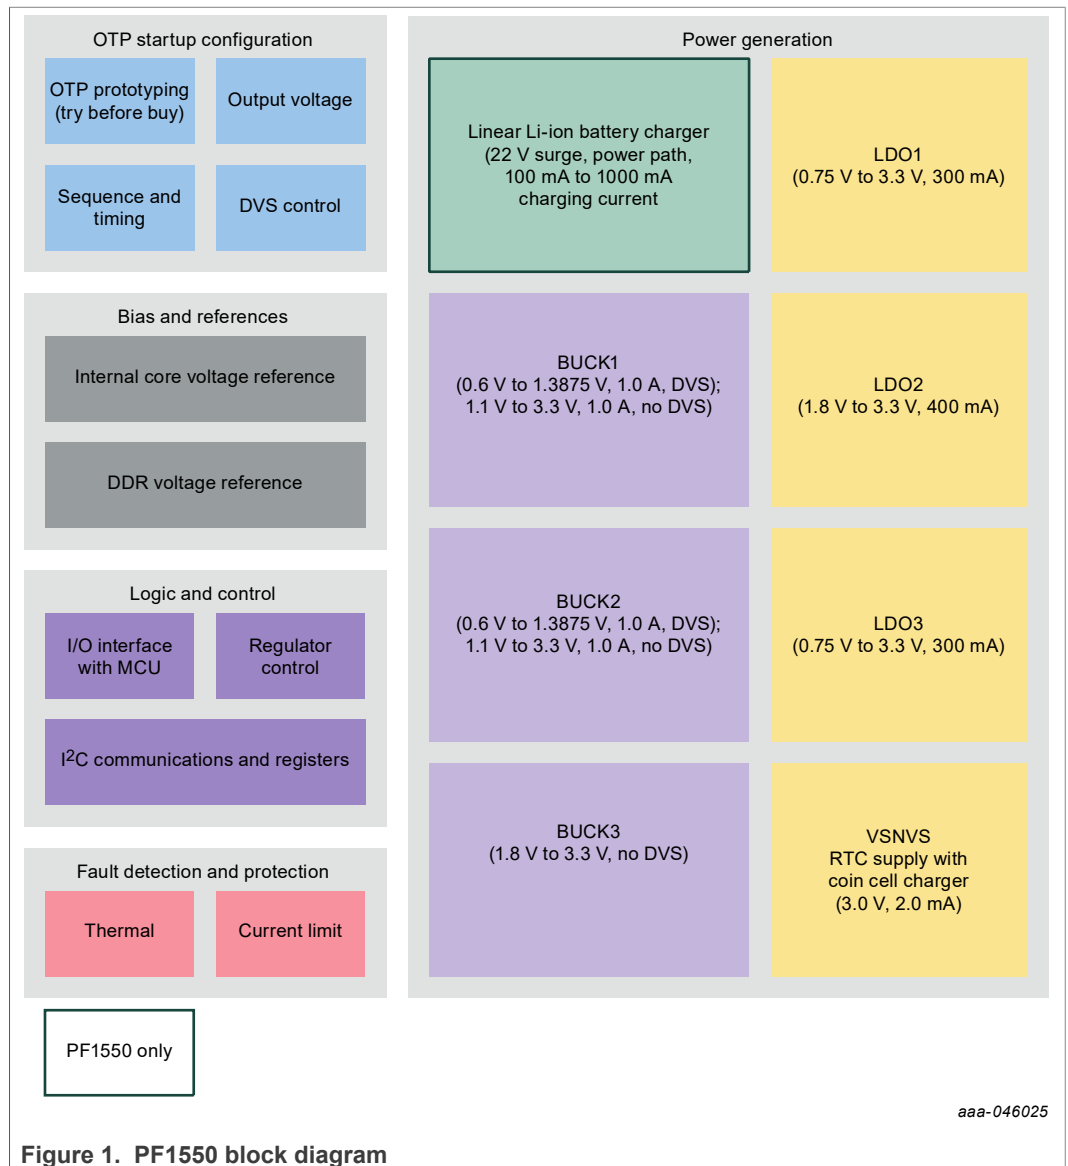 OTP startup configuration
OTP prototyping
(try before buy)
Output voltage
Sequence and
timing
DVS control
Bias and references
Internal core voltage reference
DDR voltage reference
Logic and control
I/O interface
with MCU
Regulator
control
I²C communications and registers
Fault detection and protection
Thermal
Current limit
PF1550 only
Power generation
Linear Li-ion battery charger
(22 V surge, power path,
100 mA to 1000 mA
charging current
LDO1
(0.75 V to 3.3 V, 300 mA)
BUCK1
(0.6 V to 1.3875 V, 1.0 A, DVS);
1.1 V to 3.3 V, 1.0 A, no DVS)
LDO2
(1.8 V to 3.3 V, 400 mA)
BUCK2
(0.6 V to 1.3875 V, 1.0 A, DVS);
1.1 V to 3.3 V, 1.0 A, no DVS)
LDO3
(0.75 V to 3.3 V, 300 mA)
BUCK3
(1.8 V to 3.3 V, no DVS)
VSNVS
RTC supply with
coin cell charger
(3.0 V, 2.0 mA)
aaa-046025
Figure 1. PF1550 block diagram